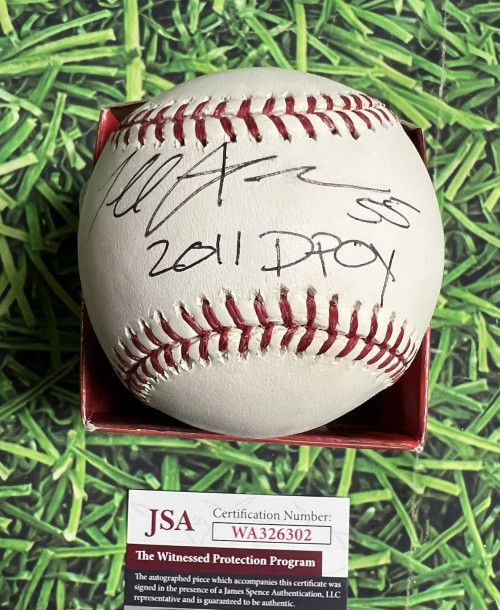 55
2011 DPOY
JSA
Certification Number:
WA326302
The Witnessed Protection Program
The autographed piece which accompanies this certificate was
signed in the presence of a James Spence Authentication, LLC
representative and is guaranteed to be authentic.